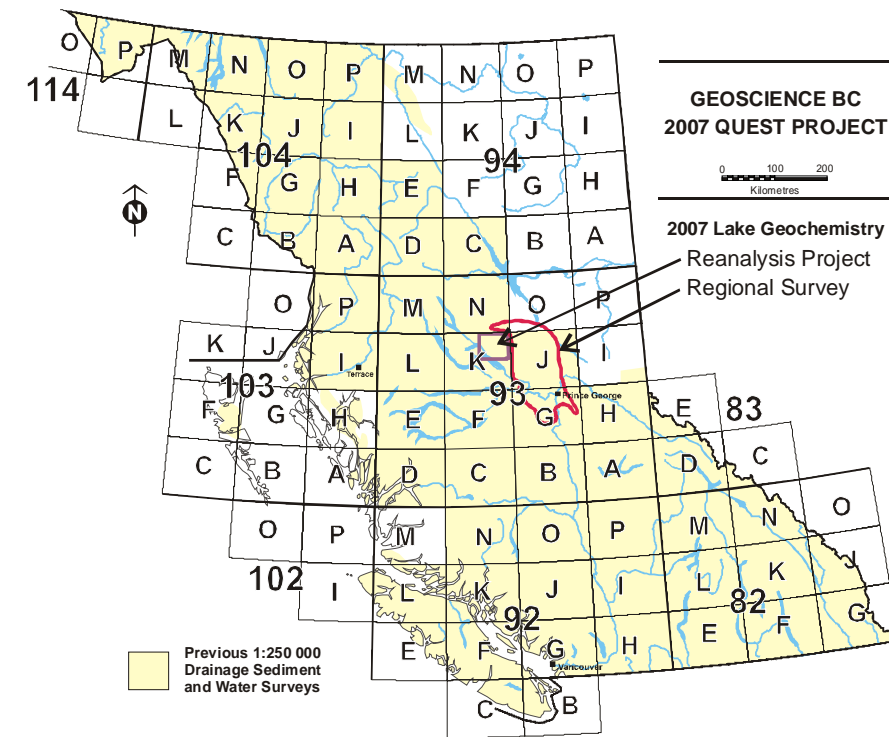 O P M N O P M N O P
114
L K J I L K J I
104 94
F G H E F G H
C B A D C B A
GEOSCIENCE BC
2007 QUEST PROJECT
0 100 200
Kilometres
N
2007 Lake Geochemistry
Reanalysis Project
Regional Survey
O P M N O P
K J I L K J I
Terrace
103 93
Prince George
F G H E F G H E 83
C B A D C B A D C
O P M N O P M N O
102
I L K J I L K J
92 82
E F G H E F G
Vancouver
C B
Previous 1:250 000
Drainage Sediment
and Water Surveys